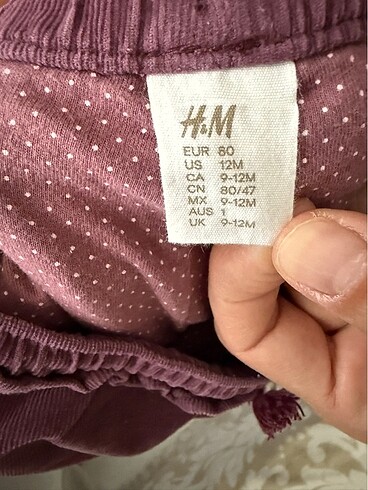 H&M
EUR 80
US 12M
CA 9-12M
CN 80/47
MX 9-12M
AUS 1
UK 9-12M